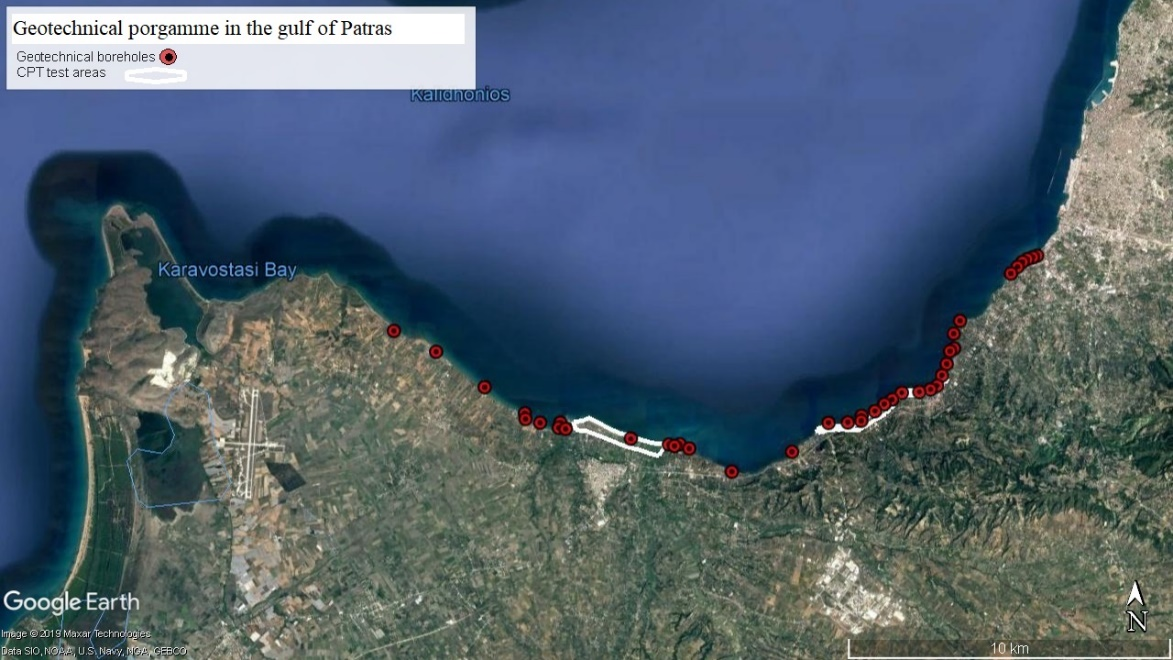 Geotechnical porgamme in the gulf of Patras
Geotechnical boreholes
CPT test areas
Kalidhonios
Karavostasi Bay
Google Earth
Image © 2019 Maxar Technologies
Data SIO, NOAA, U.S. Navy, NGA, GEBCO
N
10 km